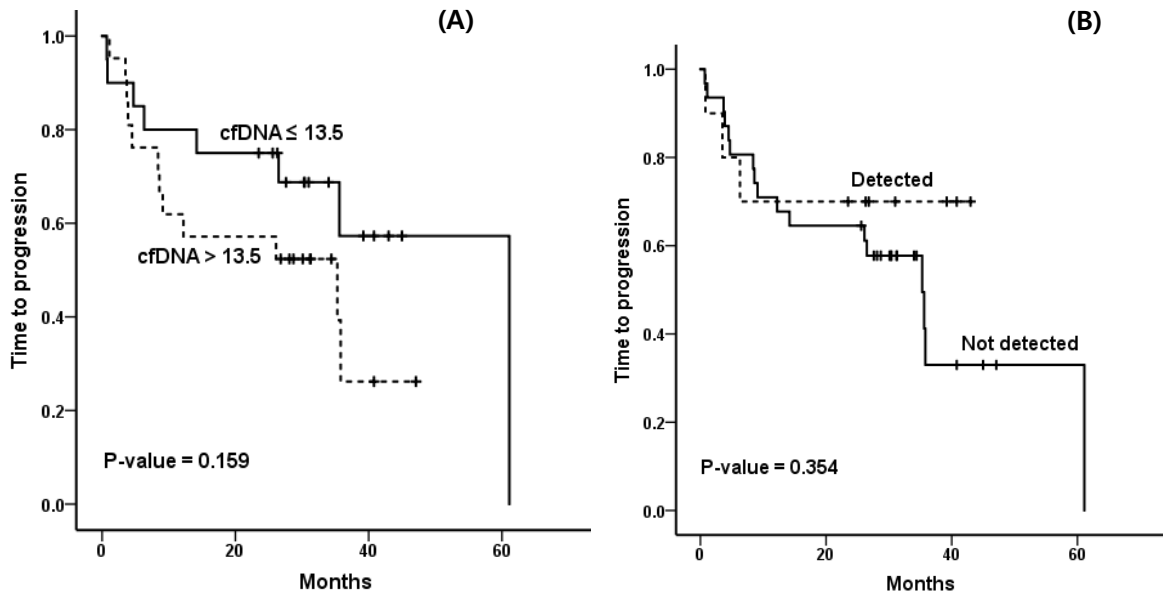 (A)
Time to progression
1.0
0.8
0.6
0.4
0.2
0.0
cfDNA ≤ 13.5
cfDNA > 13.5
P-value = 0.159
0 20 40 60
Months
(B)
Time to progression
1.0
0.8
0.6
0.4
0.2
0.0
Detected
Not detected
P-value = 0.354
0 20 40 60
Months